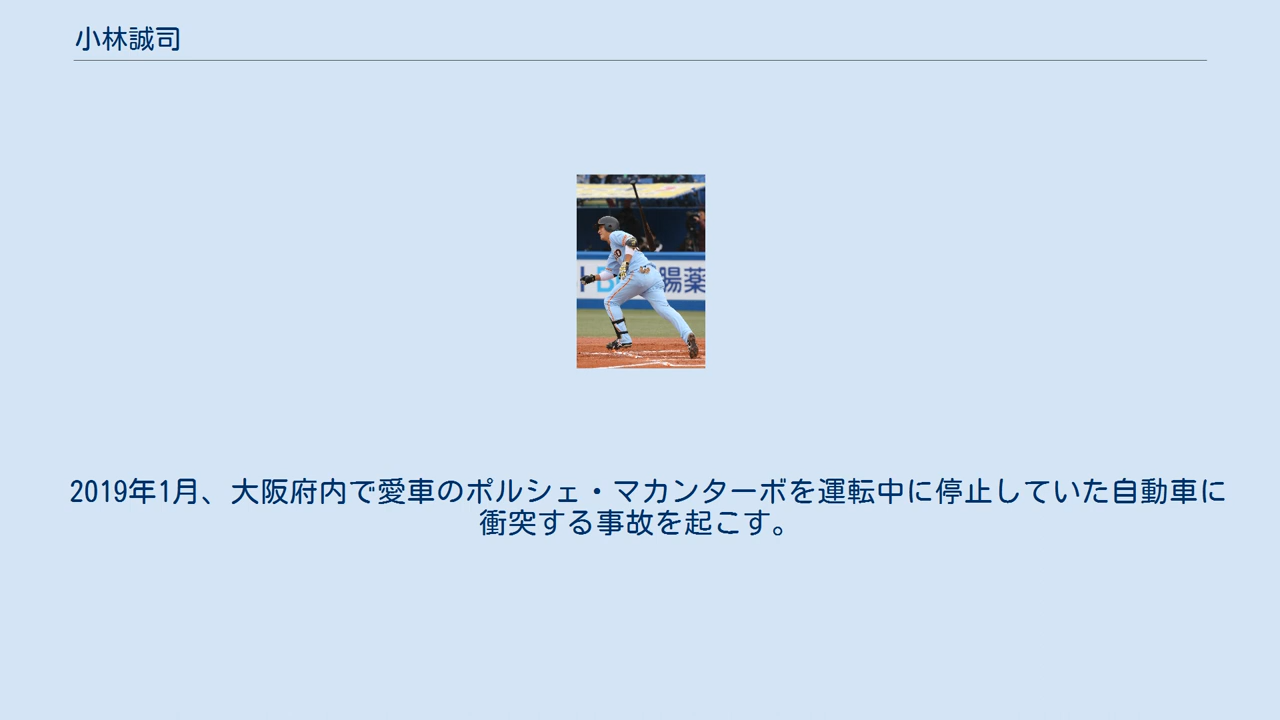 小林誠司
腸薬
2019年1月、大阪府内で愛車のポルシェ・マカンターボを運転中に停止していた自動車に
衝突する事故を起こす。